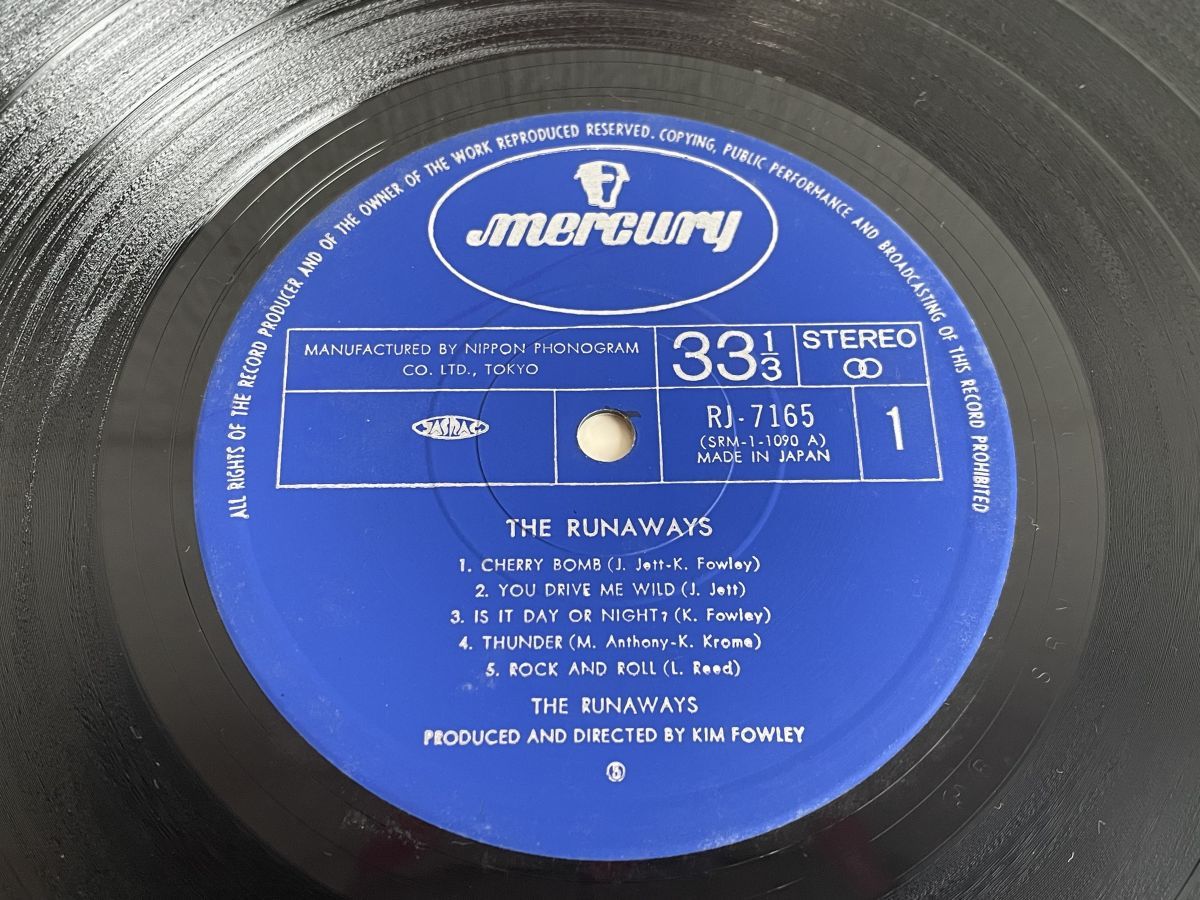 ALL RIGHTS OF THE RECORD PRODUCER AND OF THE OWNER OF THE WORK REPRODUCED RESERVED. COPYING, PUBLIC PERFORMANCE AND BROADCASTING OF THIS RECORD PROHIBITED
mercury
MANUFACTURED BY NIPPON PHONOGRAM
CO. LTD., TOKYO
33 1/3
STEREO
JASRAC
RJ-7165
(SRM-1-1090 A)
MADE IN JAPAN
1
THE RUNAWAYS
1. CHERRY BOMB (J. Jett-K. Fowley)
2. YOU DRIVE ME WILD (J. Jett)
3. IS IT DAY OR NIGHT? (K. Fowley)
4. THUNDER (M. Anthony-K. Krome)
5. ROCK AND ROLL (L. Reed)
THE RUNAWAYS
PRODUCED AND DIRECTED BY KIM FOWLEY